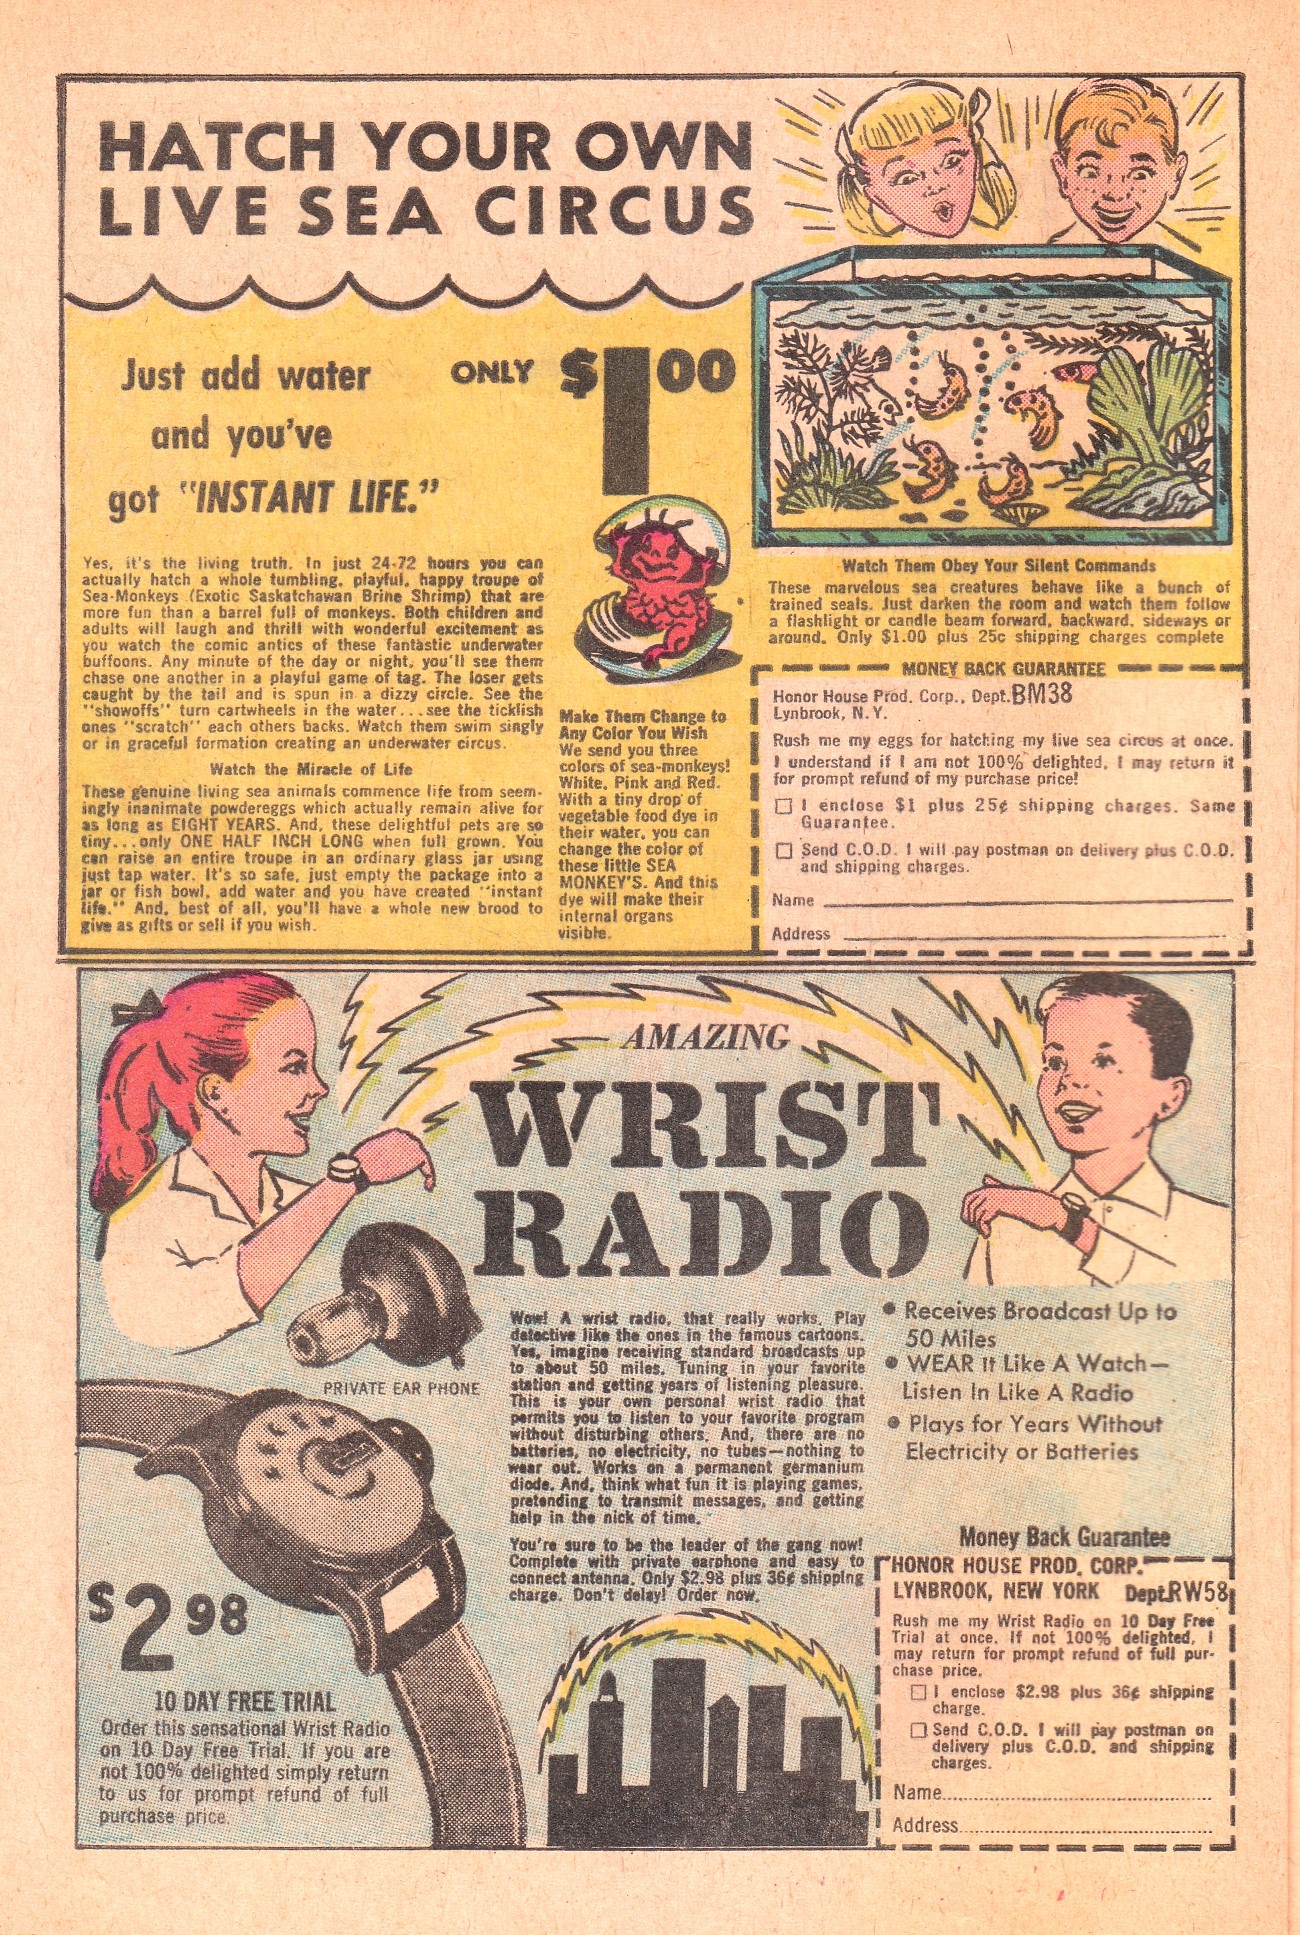 HATCH YOUR OWN
LIVE SEA CIRCUS
Just add water
and you've
got "INSTANT LIFE."
ONLY $1.00
Yes, it's the living truth. In just 24-72 hours you can
actually hatch a whole tumbling, playful, happy troupe of
Sea-Monkeys (Exotic Saskatchawan Brine Shrimp) that are
more fun than a barrel full of monkeys. Both children and
adults will laugh and thrill with wonderful excitement as
you watch the comic antics of these fantastic underwater
buffoons. Any minute of the day or night, you'll see them
chase one another in a playful game of tag. The loser gets
caught by the tail and is spun in a dizzy circle. See the
"showoffs" turn cartwheels in the water...see the ticklish
ones "scratch" each others backs. Watch them swim singly
or in graceful formation creating an underwater circus.
Watch the Miracle of Life
These genuine living sea animals commence life from seem-
ingly inanimate powdereggs which actually remain alive for
as long as EIGHT YEARS. And, these delightful pets are so
tiny...only ONE HALF INCH LONG when full grown. You
can raise an entire troupe in an ordinary glass jar using
just tap water. It's so safe, just empty the package into a
jar or fish bowl, add water and you have created "instant
life." And, best of all, you'll have a whole new brood to
give as gifts or sell if you wish.
Make Them Change to
Any Color You Wish
We send you three
colors of sea-monkeys!
White, Pink and Red.
With a tiny drop of
vegetable food dye in
their water, you can
change the color of
these little SEA
MONKEY'S. And this
dye will make their
internal organs
visible.
Watch Them Obey Your Silent Commands
These marvelous sea creatures behave like a bunch of
trained seals. Just darken the room and watch them follow
a flashlight or candle beam forward, backward, sideways or
around. Only $1.00 plus 25c shipping charges complete
MONEY BACK GUARANTEE
Honor House Prod. Corp., Dept. BM38
Lynbrook, N. Y.
Rush me my eggs for hatching my live sea circus at once.
I understand if I am not 100% delighted, I may return it
for prompt refund of my purchase price!
I enclose $1 plus 25¢ shipping charges. Same
Guarantee.
Send C.O.D. I will pay postman on delivery plus C.O.D.
and shipping charges.
Name
Address
AMAZING
WRIST
RADIO
PRIVATE EAR PHONE
Wow! A wrist radio, that really works. Play
detective like the ones in the famous cartoons.
Yes, imagine receiving standard broadcasts up
to about 50 miles. Tuning in your favorite
station and getting years of listening pleasure.
This is your own personal wrist radio that
permits you to listen to your favorite program
without disturbing others. And, there are no
batteries, no electricity, no tubes—nothing to
wear out. Works on a permanent germanium
diode. And, think what fun it is playing games,
pretending to transmit messages, and getting
help in the nick of time.
You're sure to be the leader of the gang now!
Complete with private earphone and easy to
connect antenna. Only $2.98 plus 36¢ shipping
charge. Don't delay! Order now.
• Receives Broadcast Up to
50 Miles
• WEAR It Like A Watch—
Listen In Like A Radio
• Plays for Years Without
Electricity or Batteries
$2.98
10 DAY FREE TRIAL
Order this sensational Wrist Radio
on 10 Day Free Trial. If you are
not 100% delighted simply return
to us for prompt refund of full
purchase price.
Money Back Guarantee
HONOR HOUSE PROD. CORP.
LYNBROOK, NEW YORK Dept. RW58
Rush me my Wrist Radio on 10 Day Free
Trial at once. If not 100% delighted, I
may return for prompt refund of full pur-
chase price.
I enclose $2.98 plus 36¢ shipping
charge.
Send C.O.D. I will pay postman on
delivery plus C.O.D. and shipping
charges.
Name
Address